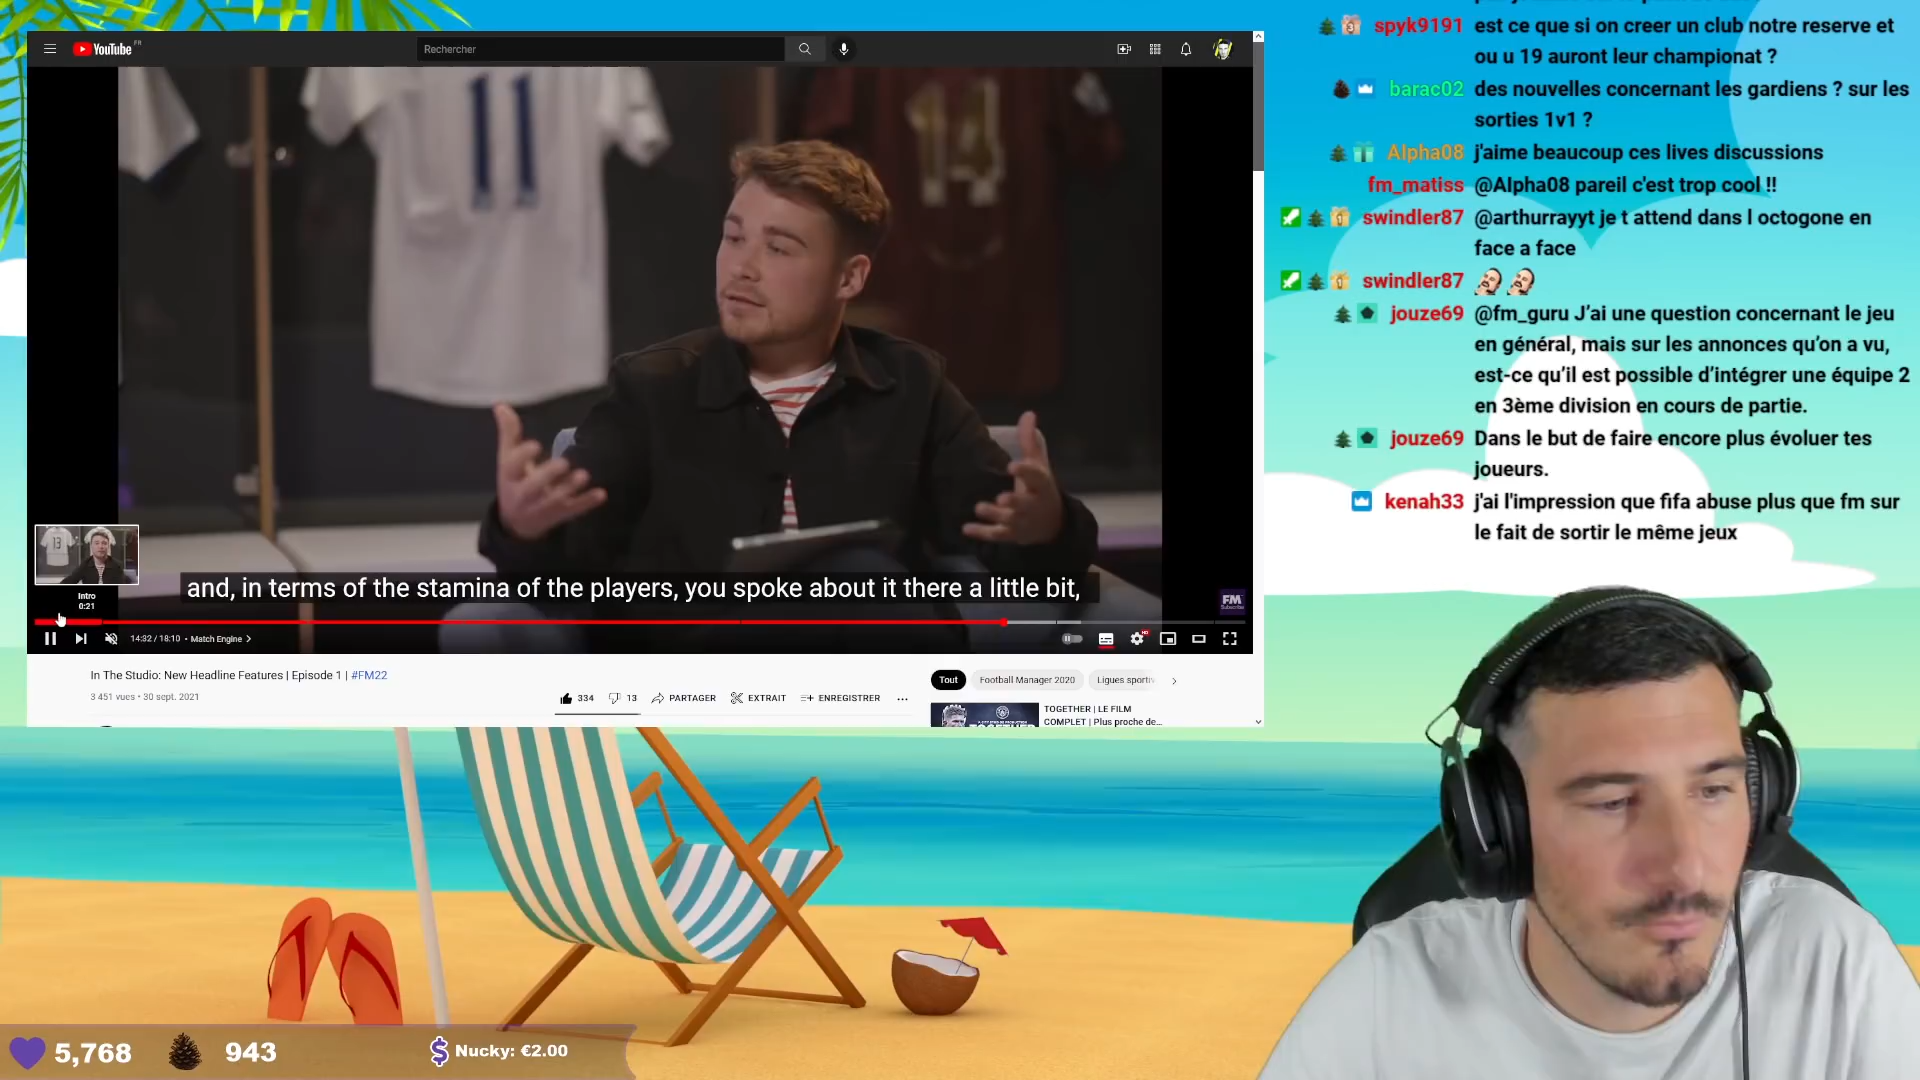 YouTube FR
Rechercher
11
13
Intro
0:21
and, in terms of the stamina of the players, you spoke about it there a little bit,
FM
Subscribe
14:32 / 18:10 • Match Engine
HD
In The Studio: New Headline Features | Episode 1 | #FM22
3 451 vues • 30 sept. 2021
334
13
PARTAGER
EXTRAIT
ENREGISTRER
Tout
Football Manager 2020
Ligues sporti
TOGETHER | LE FILM
COMPLET | Plus proche de...
spyk9191 est ce que si on creer un club notre reserve et
ou u 19 auront leur championat ?
barac02 des nouvelles concernant les gardiens ? sur les
sorties 1v1 ?
Alpha08 j'aime beaucoup ces lives discussions
fm_matiss @Alpha08 pareil c'est trop cool !!
swindler87 @arthurrayyt je t attend dans l octogone en
face a face
swindler87
jouze69 @fm_guru J’ai une question concernant le jeu
en général, mais sur les annonces qu’on a vu,
est-ce qu’il est possible d’intégrer une équipe 2
en 3ème division en cours de partie.
jouze69 Dans le but de faire encore plus évoluer tes
joueurs.
kenah33 j'ai l'impression que fifa abuse plus que fm sur
le fait de sortir le même jeux
5,768
943
Nucky: €2.00